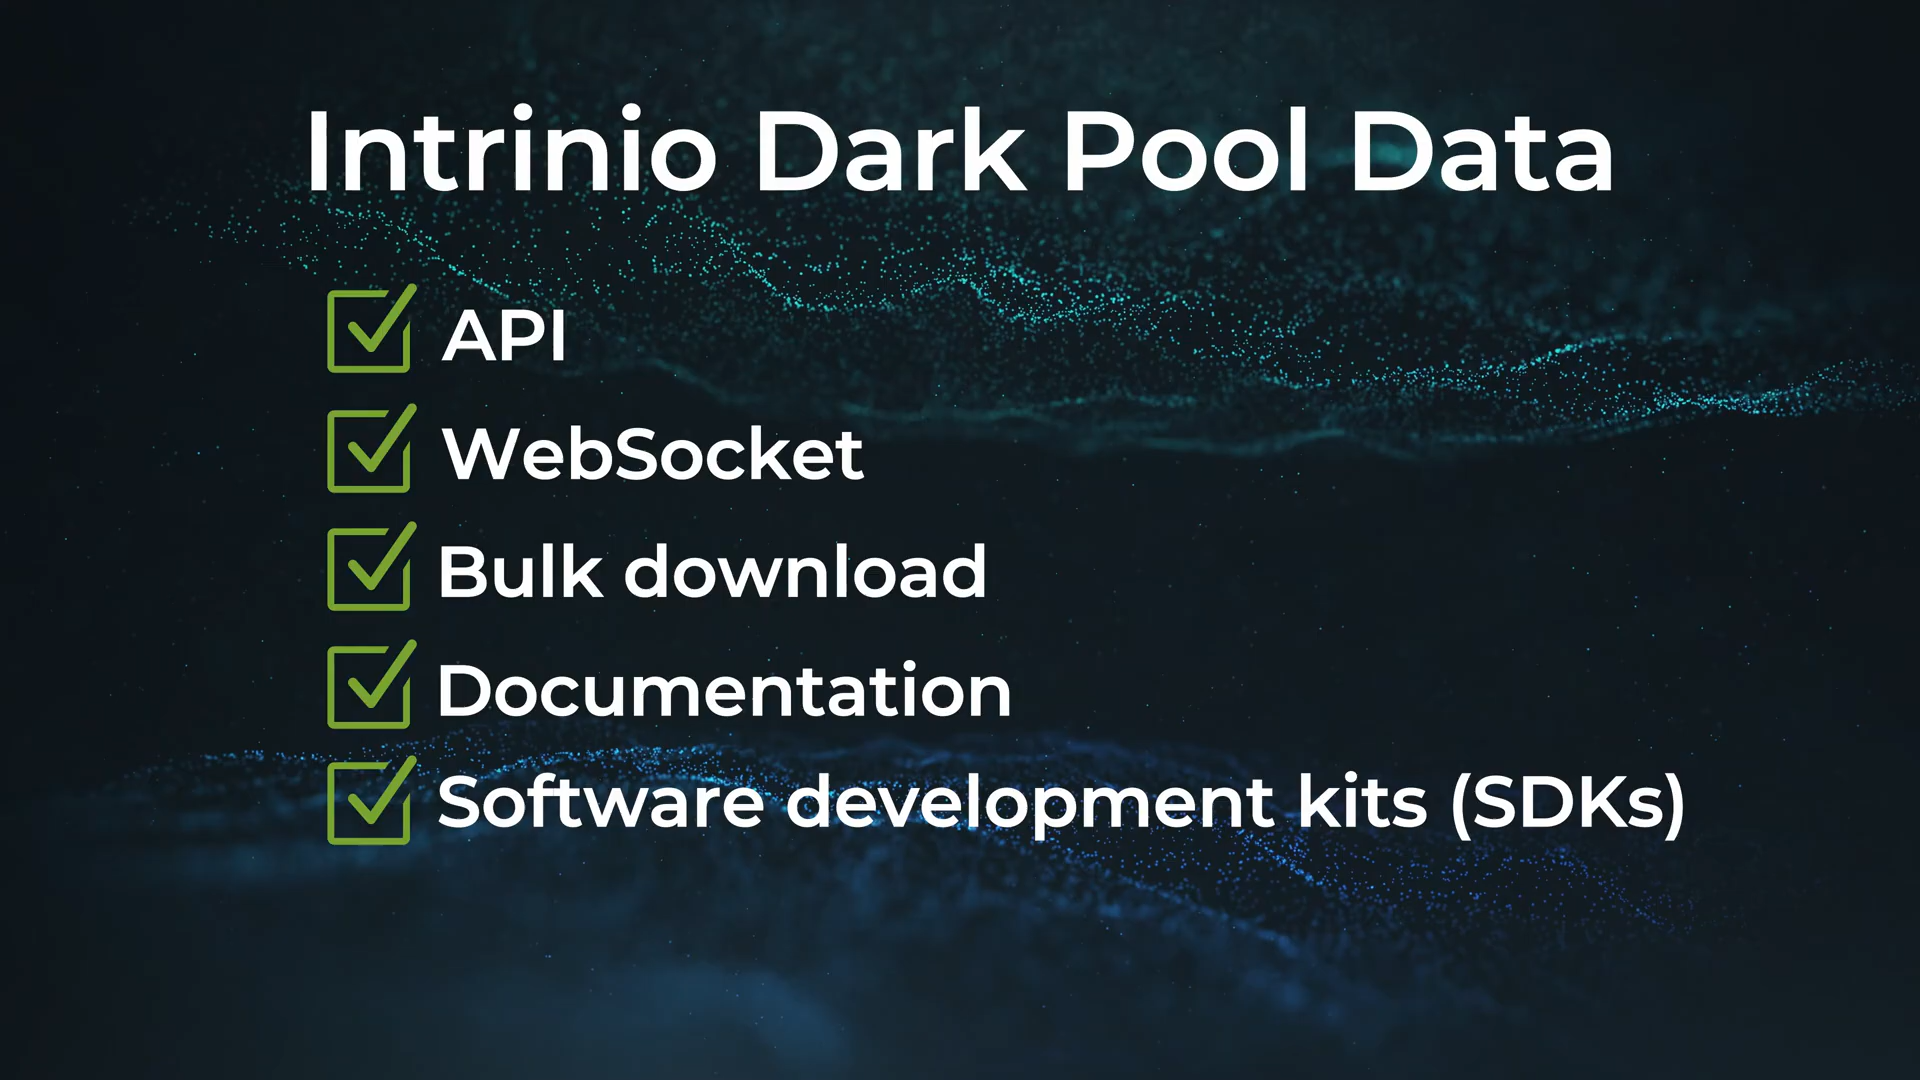 Intrinio Dark Pool Data
API
WebSocket
Bulk download
Documentation
Software development kits (SDKs)